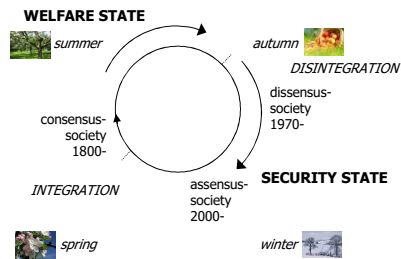 WELFARE STATE
summer
autumn
DISINTEGRATION
dissensus-
society
1970-
consensus-
society
1800-
INTEGRATION
assensus-
society
2000-
SECURITY STATE
spring
winter